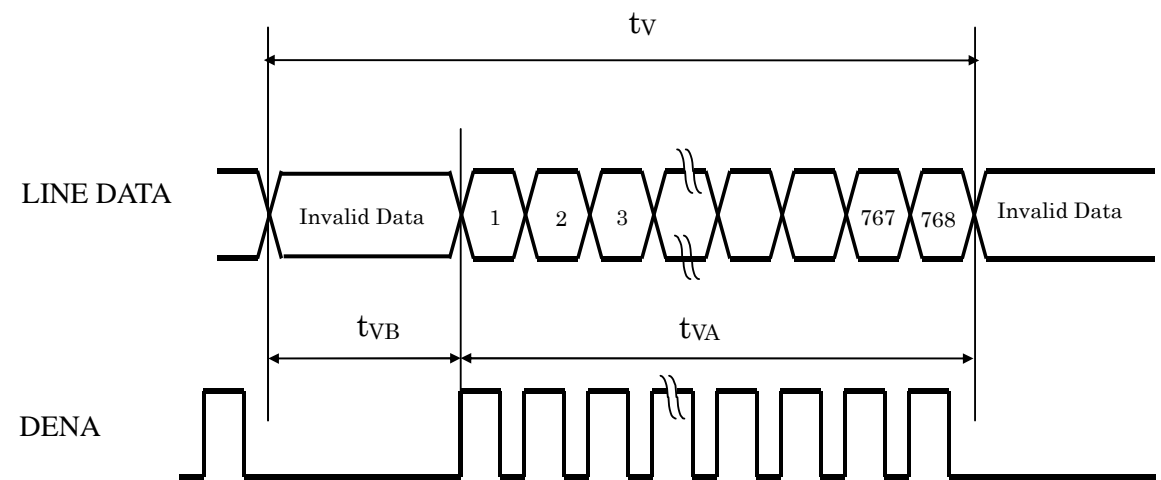 tV
LINE DATA
Invalid Data
1
2
3
767
768
Invalid Data
tVB
tVA
DENA